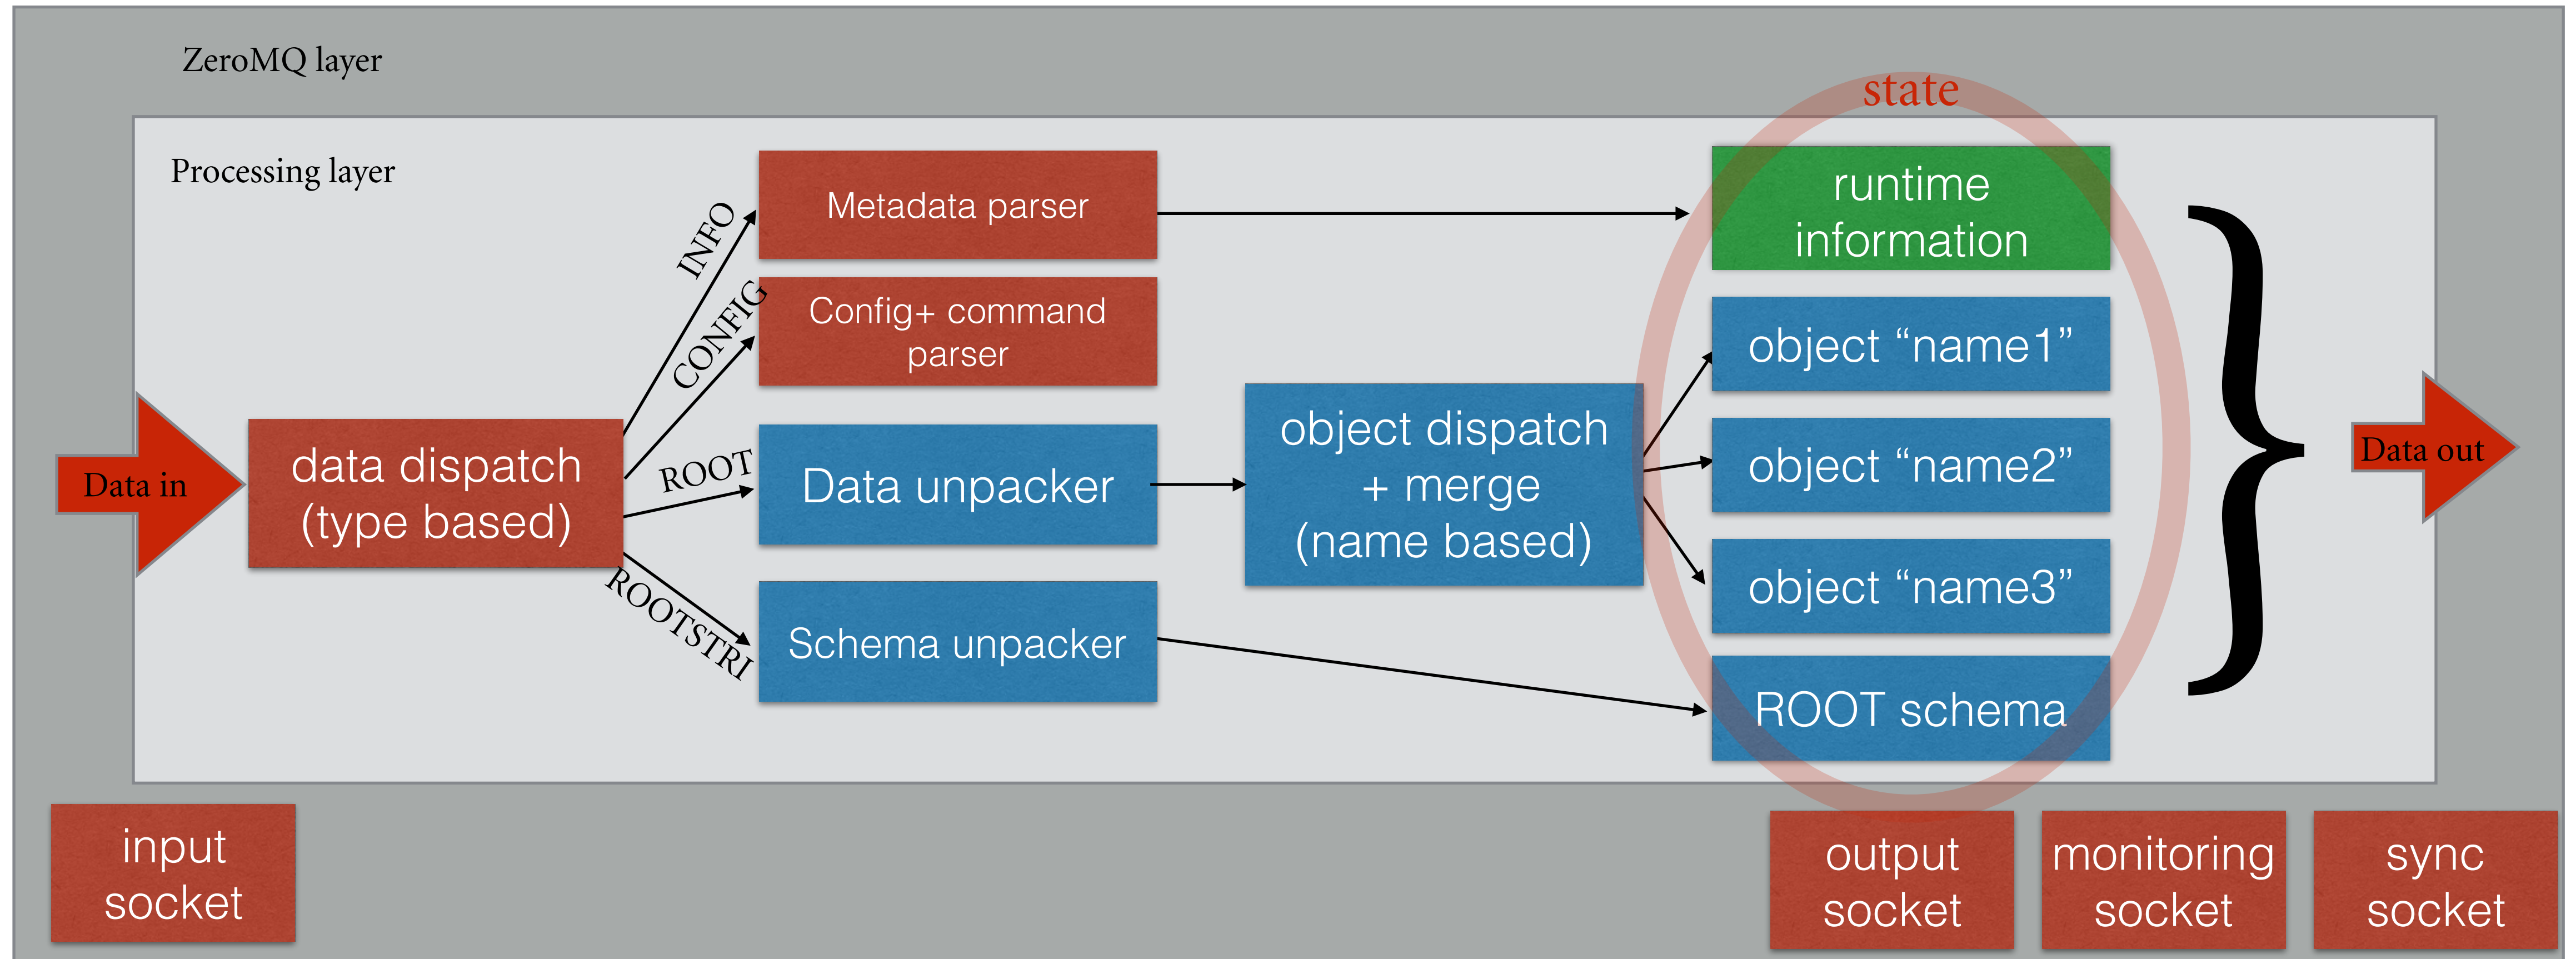 ZeroMQ layer
state
Processing layer
INFO
Metadata parser
runtime
information
CONFIG
Config+ command
parser
object “name1”
Data in
data dispatch
(type based)
ROOT
Data unpacker
object dispatch
+ merge
(name based)
object “name2”
Data out
object “name3”
ROOTSTRI
Schema unpacker
ROOT schema
}
input
socket
output
socket
monitoring
socket
sync
socket